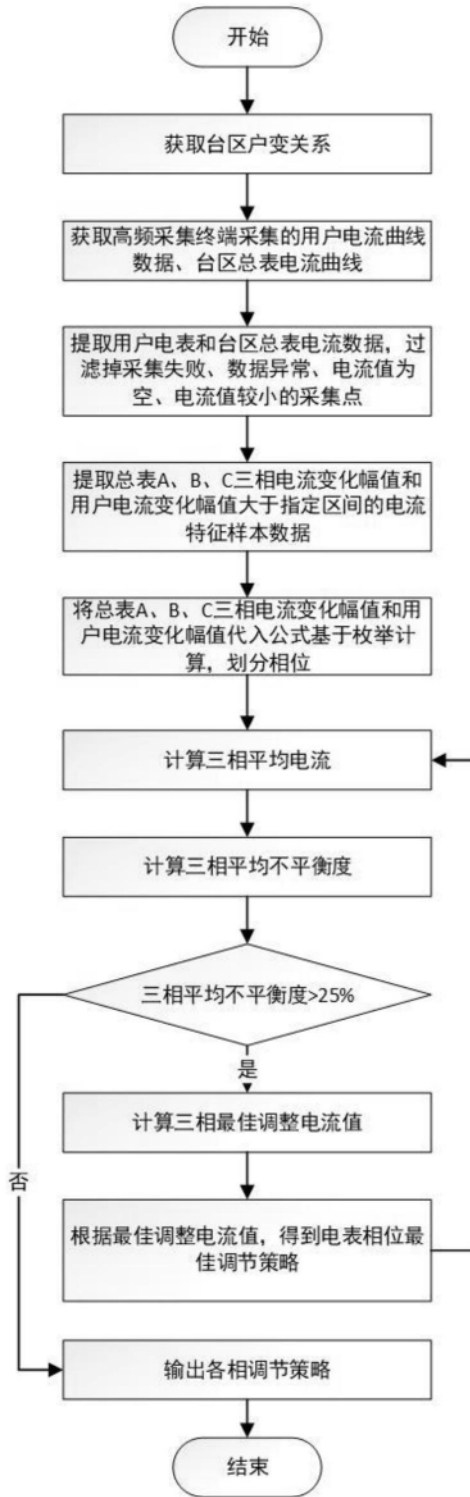 开始
获取台区户变关系
获取高频采集终端采集的用户电流曲线
数据、台区总表电流曲线
提取用户电表和台区总表电流数据，过
滤掉采集失败、数据异常、电流值为
空、电流值较小的采集点
提取总表A、B、C三相电流变化幅值和
用户电流变化幅值大于指定区间的电流
特征样本数据
将总表A、B、C三相电流变化幅值和用
户电流变化幅值代入公式基于枚举计
算，划分相位
计算三相平均电流
计算三相平均不平衡度
三相平均不平衡度>25%
是
计算三相最佳调整电流值
否
根据最佳调整电流值，得到电表相位最
佳调节策略
输出各相调节策略
结束